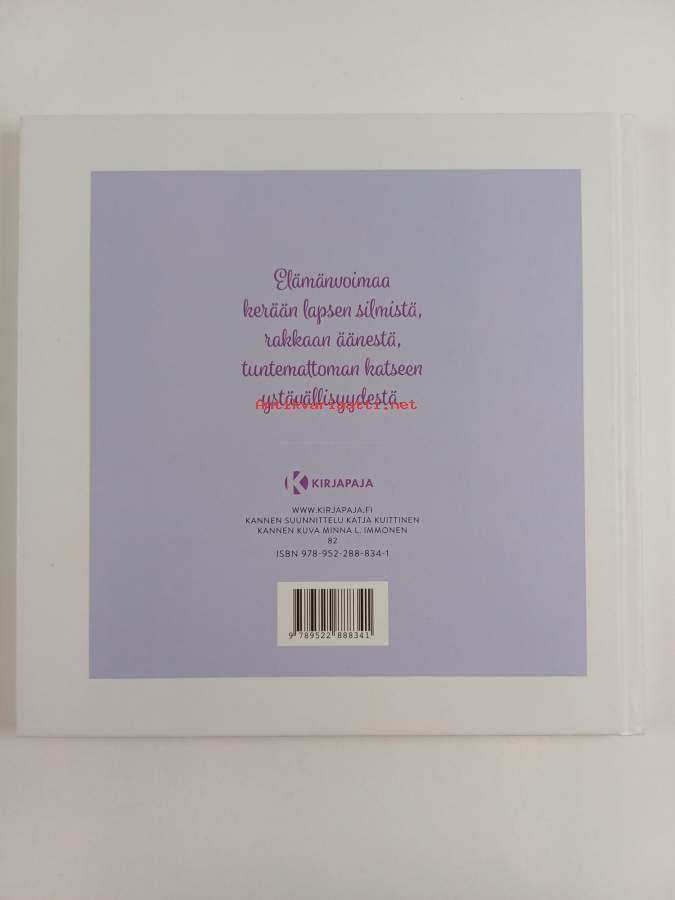 Elämänvoimaa
kerään lapsen silmistä,
rakkaan äänestä,
tuntemattoman katseen
ystävällisyydestä.
Antikvariaatti.net
KIRJAPAJA
WWW.KIRJAPAJA.FI
KANNEN SUUNNITTELU KATJA KUITTINEN
KANNEN KUVA MINNA L. IMMONEN
82
ISBN 978-952-288-834-1
9 789522 888341